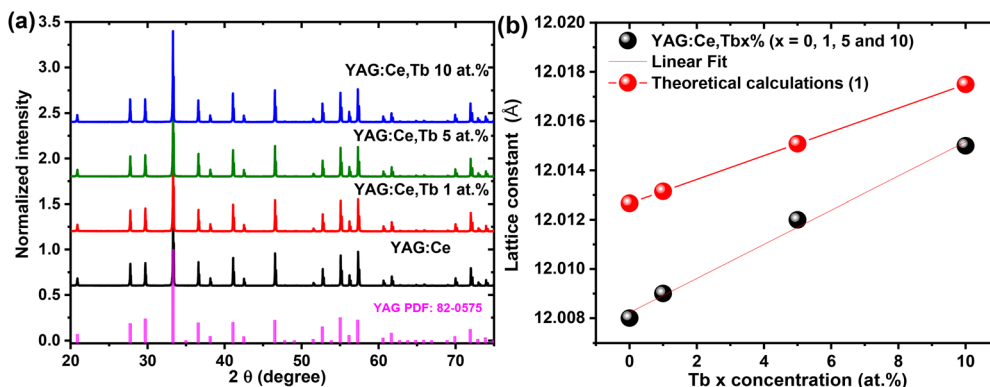 (a)
Normalized intensity
3.5
3.0
2.5
2.0
1.5
1.0
0.5
0.0
YAG:Ce,Tb 10 at.%
YAG:Ce,Tb 5 at.%
YAG:Ce,Tb 1 at.%
YAG:Ce
YAG PDF: 82-0575
20 30 40 50 60 70
2 θ (degree)
(b)
Lattice constant (Å)
12.020
12.018
12.016
12.014
12.012
12.010
12.008
YAG:Ce,Tbx% (x = 0, 1, 5 and 10)
Linear Fit
Theoretical calculations (1)
0 2 4 6 8 10
Tb x concentration (at.%)